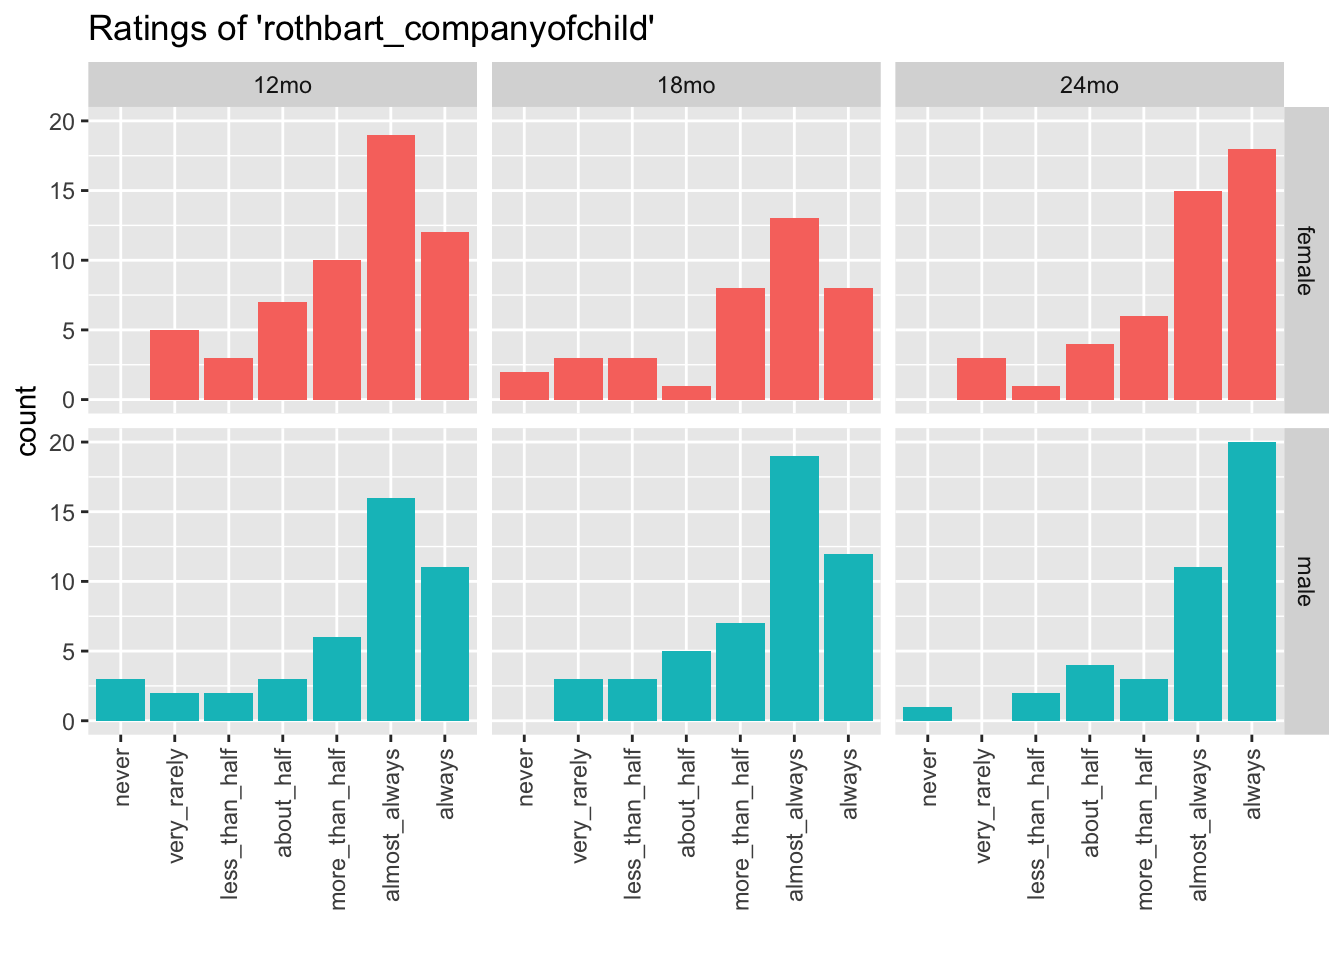 Ratings of 'rothbart_companyofchild'
12mo 18mo 24mo
20
15
10
5
0
female
count
20
15
10
5
0
male
never very_rarely less_than_half about_half more_than_half almost_always always never very_rarely less_than_half about_half more_than_half almost_always always never very_rarely less_than_half about_half more_than_half almost_always always